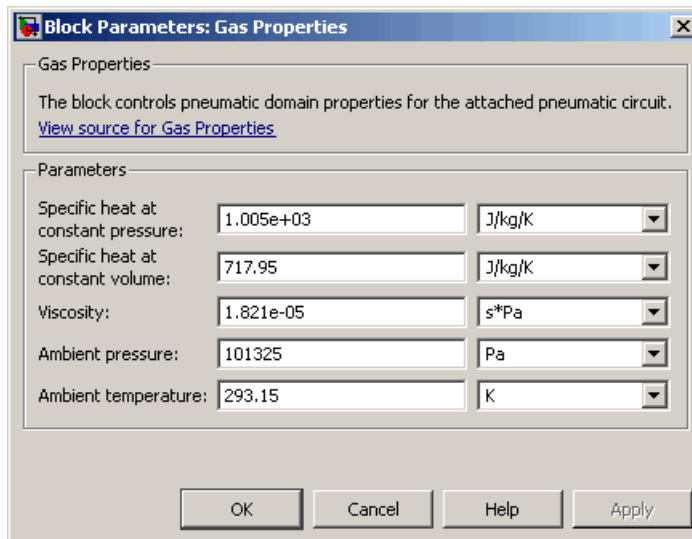 Block Parameters: Gas Properties
Gas Properties
The block controls pneumatic domain properties for the attached pneumatic circuit.
View source for Gas Properties
Parameters
Specific heat at
constant pressure: 1.005e+03 J/kg/K
Specific heat at
constant volume: 717.95 J/kg/K
Viscosity: 1.821e-05 s*Pa
Ambient pressure: 101325 Pa
Ambient temperature: 293.15 K
OK Cancel Help Apply